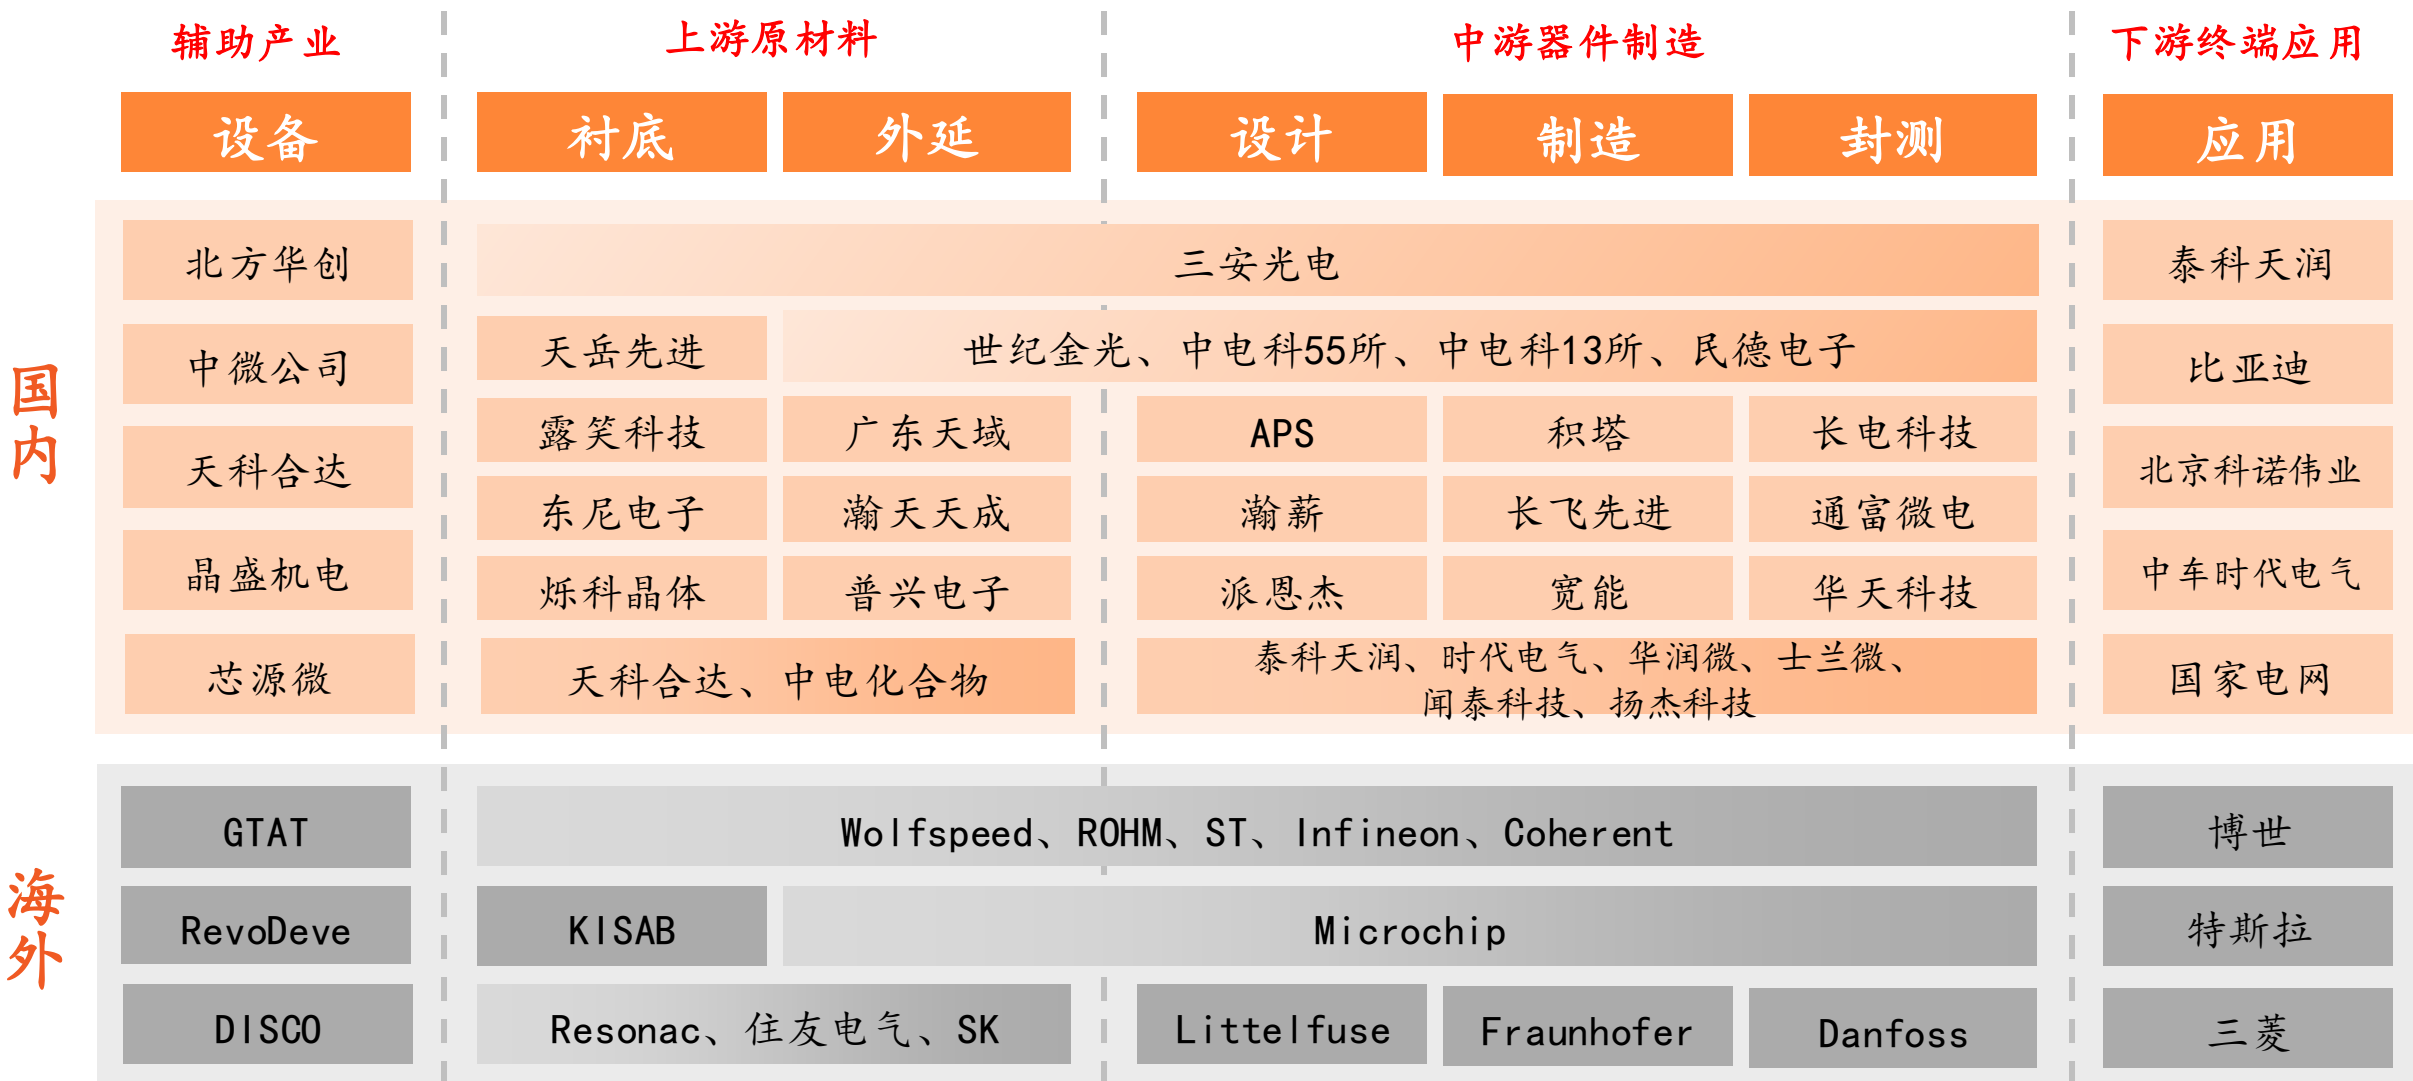 辅助产业
上游原材料
中游器件制造
下游终端应用
设备
衬底
外延
设计
制造
封测
应用
国内
北方华创
三安光电
泰科天润
中微公司
天岳先进
世纪金光、中电科55所、中电科13所、民德电子
比亚迪
天科合达
露笑科技
广东天域
APS
积塔
长电科技
北京科诺伟业
东尼电子
瀚天天成
瀚薪
长飞先进
通富微电
晶盛机电
烁科晶体
普兴电子
派恩杰
宽能
华天科技
中车时代电气
芯源微
天科合达、中电化合物
泰科天润、时代电气、华润微、士兰微、
闻泰科技、扬杰科技
国家电网
海外
GTAT
Wolfspeed、ROHM、ST、Infineon、Coherent
博世
RevoDeve
KISAB
Microchip
特斯拉
DISCO
Resonac、住友电气、SK
Littelfuse
Fraunhofer
Danfoss
三菱